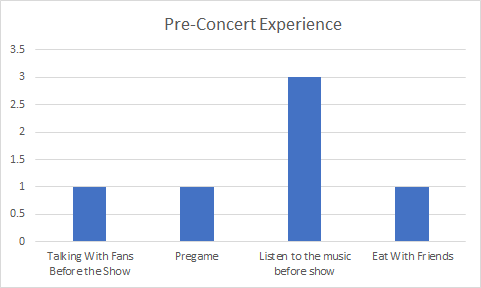 Pre-Concert Experience
3.5
3
2.5
2
1.5
1
0.5
0
Talking With Fans
Before the Show
Pregame
Listen to the music
before show
Eat With Friends